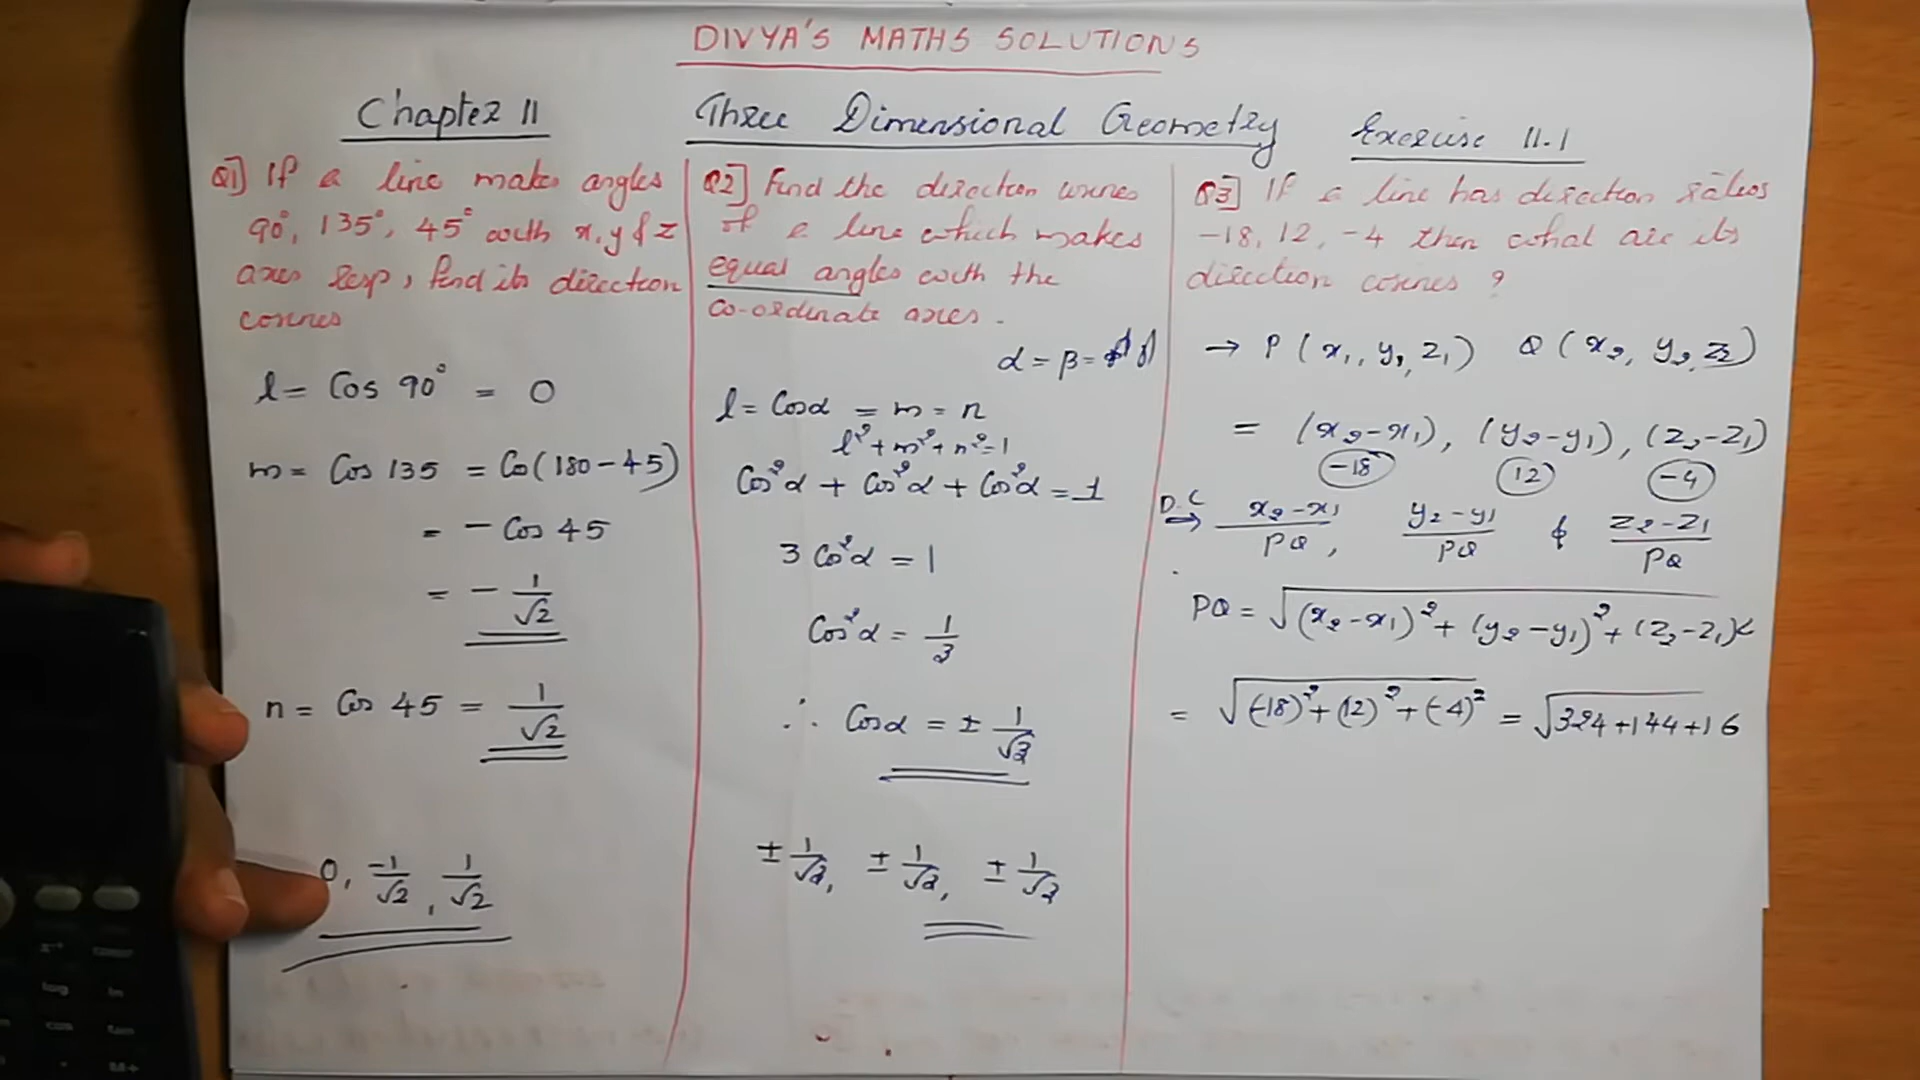 DIVYA'S MATHS SOLUTIONS
Chapter 11 Three Dimensional Geometry Exercise 11.1
Q1] If a line makes angles
90°, 135°, 45° with x, y & z
axes resp, find its direction
cosines
l = Cos 90° = 0
m = Cos 135 = Co(180-45)
= - Cos 45
= - 1/√2
n = Cos 45 = 1/√2
0, -1/√2, 1/√2
Q2] Find the direction cosines
of a line which makes
equal angles with the
co-ordinate axes.
α = β =
l = Cosα = m = n
l² + m² + n² = 1
Cos²α + Cos²α + Cos²α = 1
3 Cos²α = 1
Cos²α = 1/3
∴ Cosα = ± 1/√3
± 1/√3, ± 1/√3, ± 1/√3
Q3] If a line has direction ratios
-18, 12, -4 then what are its
direction cosines ?
→ P (x₁, y₁, z₁) Q (x₂, y₂, z₂)
= (x₂-x₁), (y₂-y₁), (z₂-z₁)
-18 12 -4
D.C → x₂-x₁/PQ, y₂-y₁/PQ & z₂-z₁/PQ
PQ = √(x₂-x₁)² + (y₂-y₁)² + (z₂-z₁)²
= √(-18)² + (12)² + (-4)² = √324+144+16
x⁻¹
log ln
cos tan
M+